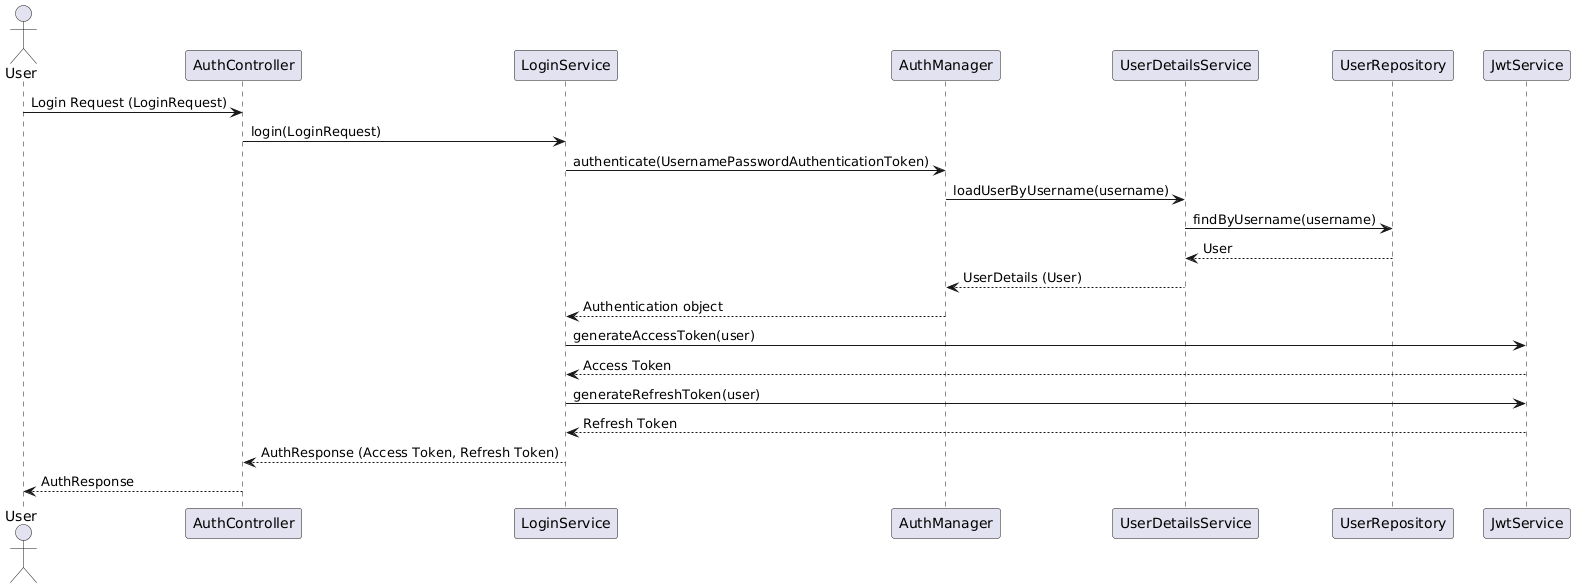 User
AuthController
LoginService
AuthManager
UserDetailsService
UserRepository
JwtService
Login Request (LoginRequest)
login(LoginRequest)
authenticate(UsernamePasswordAuthenticationToken)
loadUserByUsername(username)
findByUsername(username)
User
UserDetails (User)
Authentication object
generateAccessToken(user)
Access Token
generateRefreshToken(user)
Refresh Token
AuthResponse (Access Token, Refresh Token)
AuthResponse
User
AuthController
LoginService
AuthManager
UserDetailsService
UserRepository
JwtService